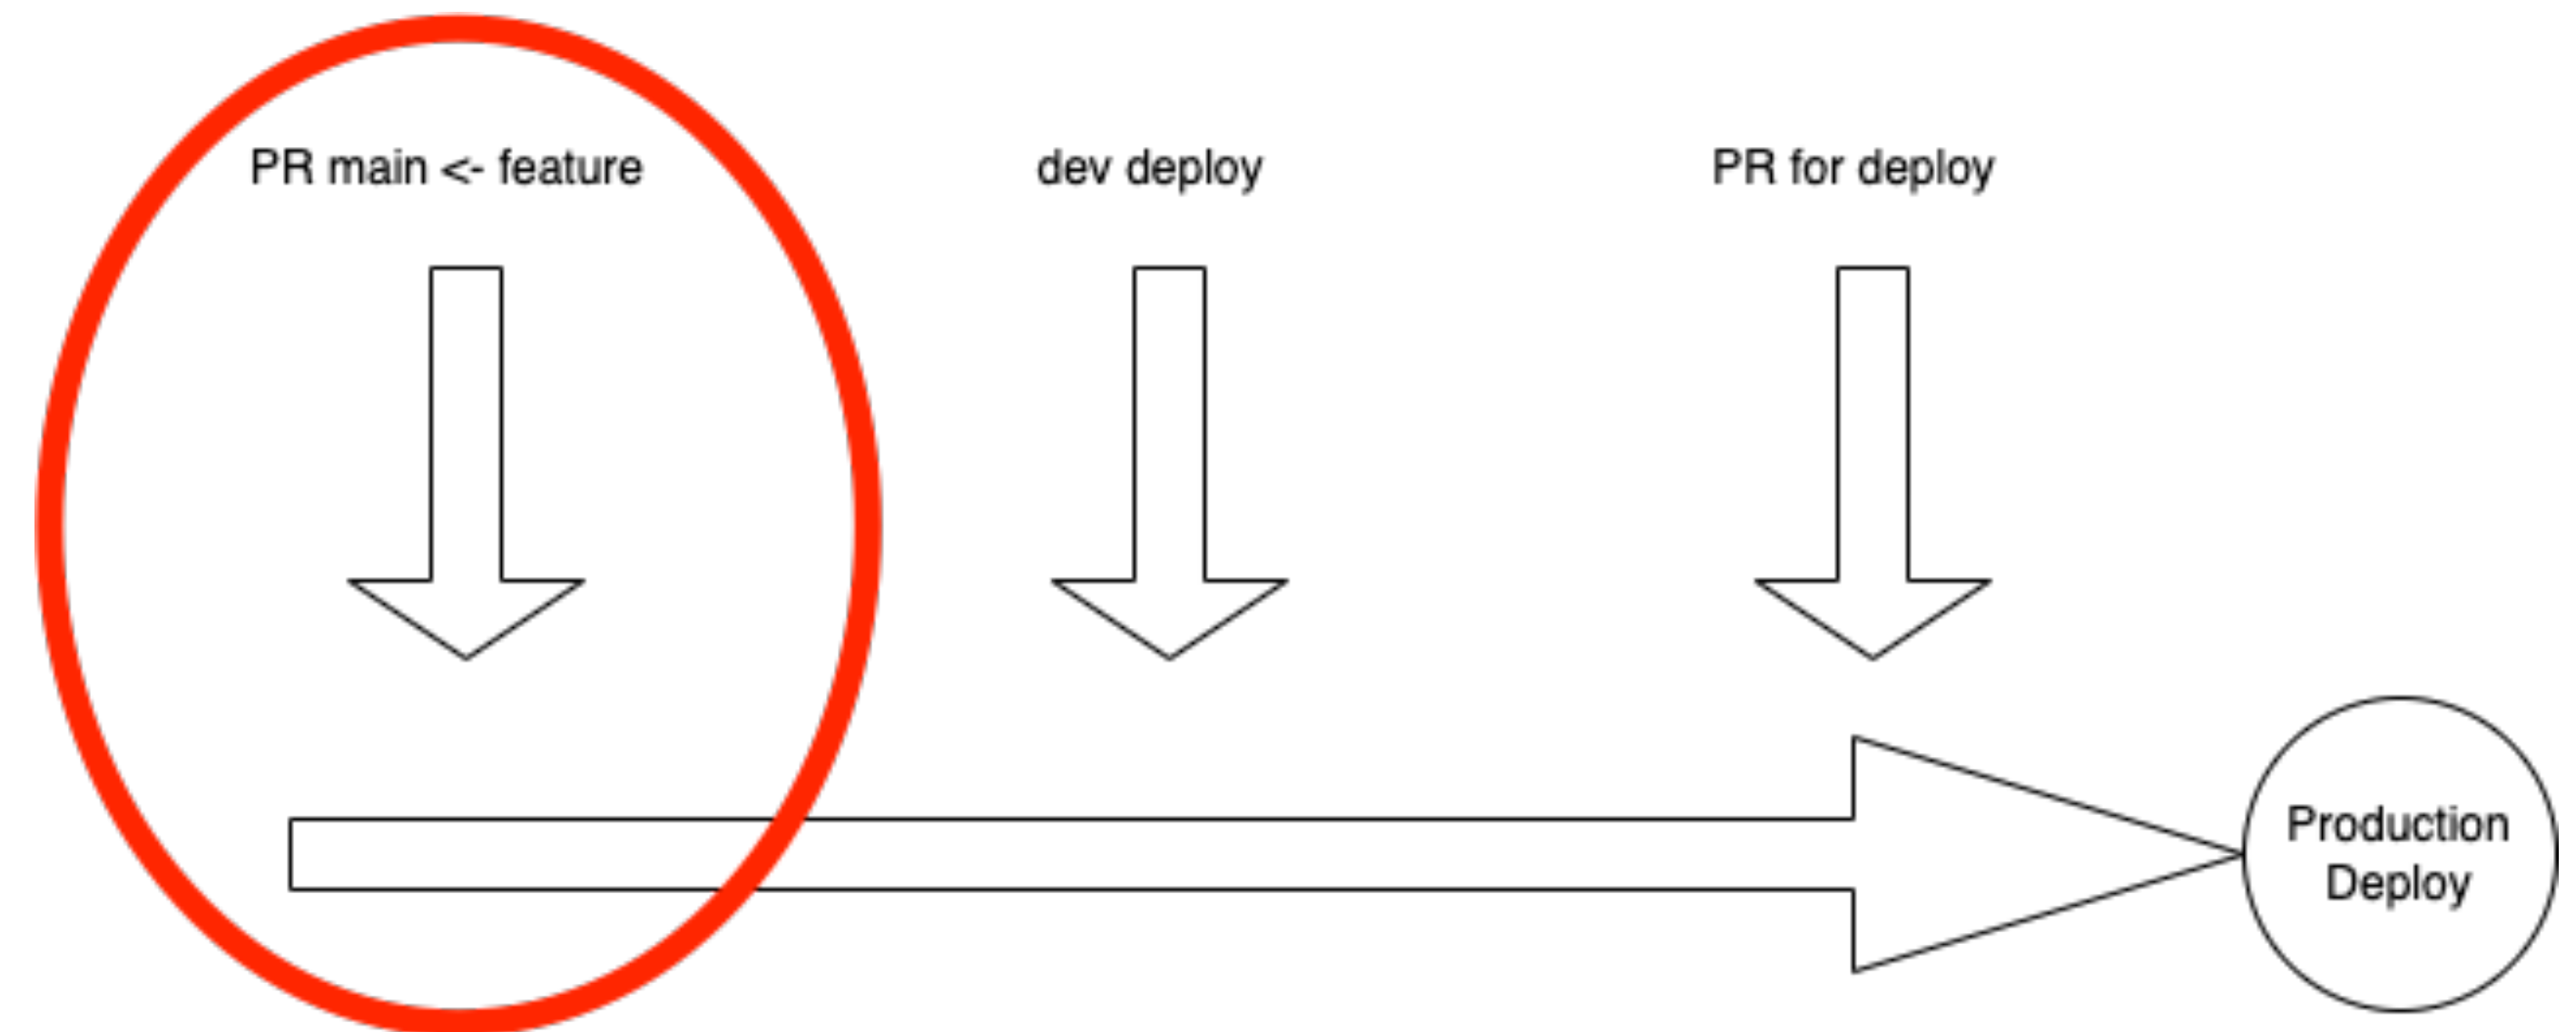 PR main <- feature
dev deploy
PR for deploy
Production
Deploy